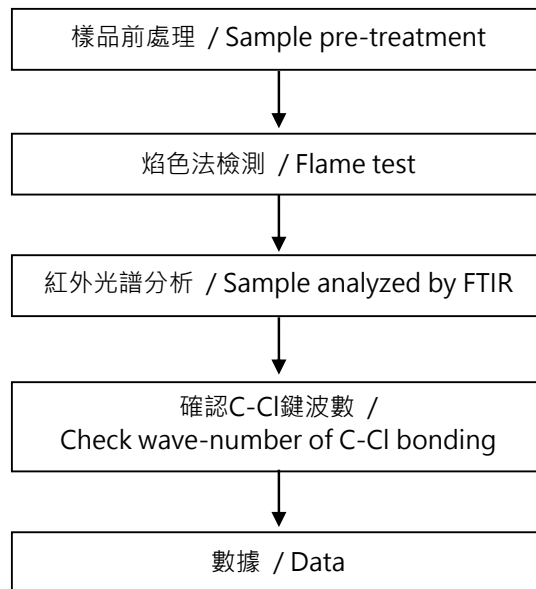 樣品前處理 / Sample pre-treatment
焰色法檢測 / Flame test
紅外光譜分析 / Sample analyzed by FTIR
確認C-Cl鍵波數 /
Check wave-number of C-Cl bonding
數據 / Data